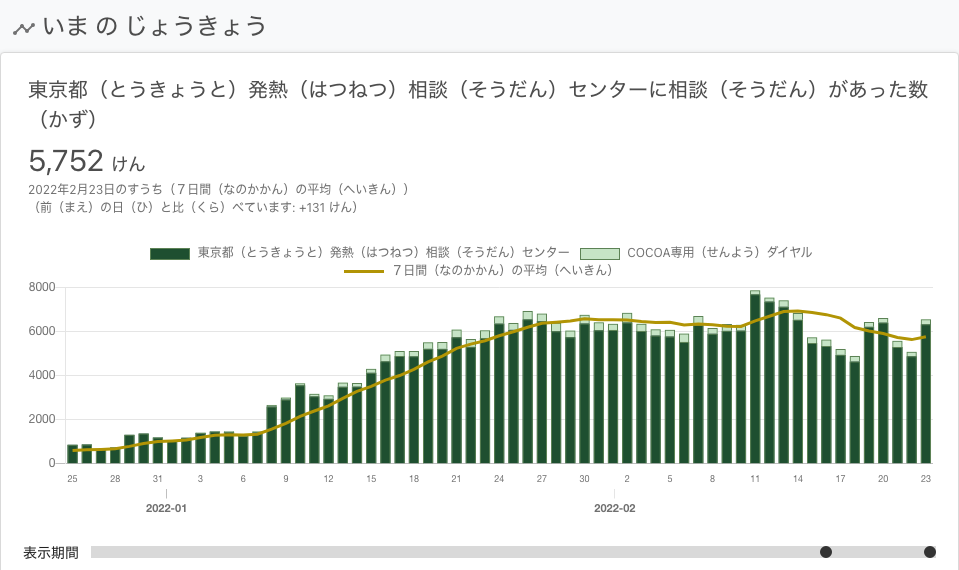 いま の じょうきょう
東京都（とうきょうと）発熱（はつねつ）相談（そうだん）センターに相談（そうだん）があった数
（かず）
5,752 けん
2022年2月23日のすうち（７日間（なのかかん）の平均（へいきん））
（前（まえ）の日（ひ）と比（くら）べています: +131 けん）
東京都（とうきょうと）発熱（はつねつ）相談（そうだん）センター COCOA専用（せんよう）ダイヤル
７日間（なのかかん）の平均（へいきん）
8000
6000
4000
2000
0
25 28 31 3 6 9 12 15 18 21 24 27 30 2 5 8 11 14 17 20 23
2022-01 2022-02
表示期間